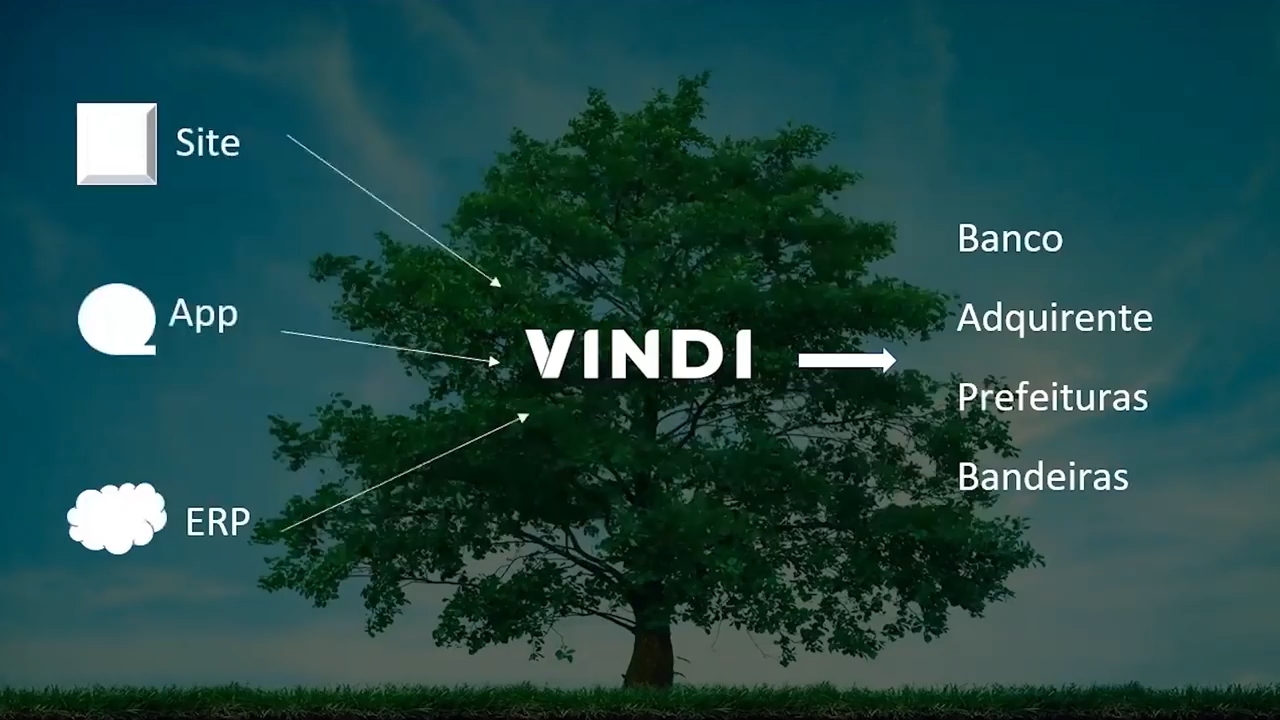 Site
App
ERP
VINDI
Banco
Adquirente
Prefeituras
Bandeiras